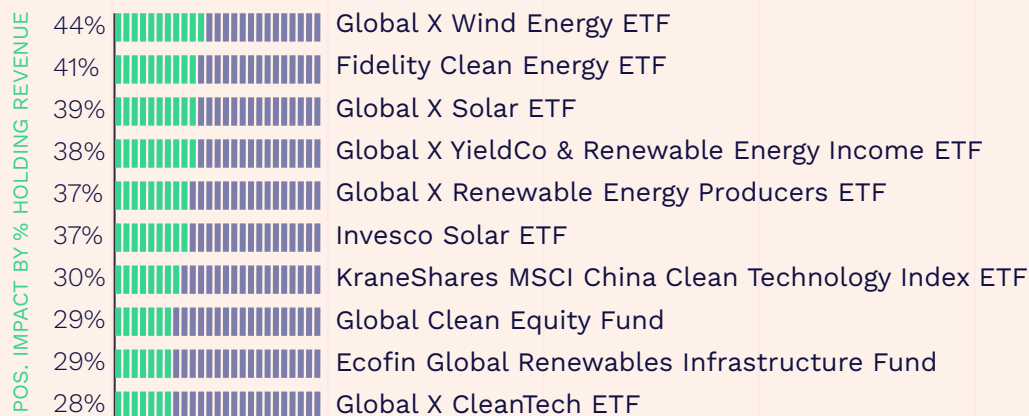 POS. IMPACT BY % HOLDING REVENUE
44% Global X Wind Energy ETF
41% Fidelity Clean Energy ETF
39% Global X Solar ETF
38% Global X YieldCo & Renewable Energy Income ETF
37% Global X Renewable Energy Producers ETF
37% Invesco Solar ETF
30% KraneShares MSCI China Clean Technology Index ETF
29% Global Clean Equity Fund
29% Ecofin Global Renewables Infrastructure Fund
28% Global X CleanTech ETF